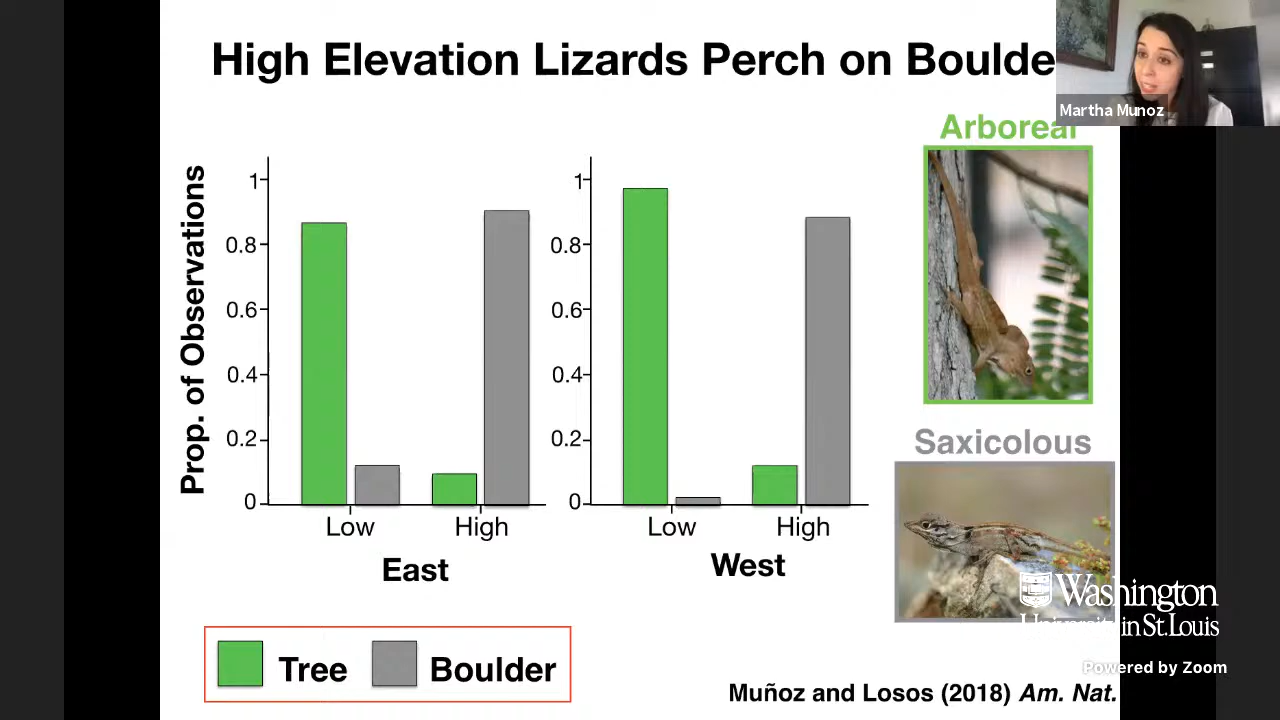 High Elevation Lizards Perch on Boulde
Martha Munoz
Arboreal
Prop. of Observations
1
0.8
0.6
0.4
0.2
0
Low
High
East
1
0.8
0.6
0.4
0.2
0
Low
High
West
Saxicolous
Washington
University in St. Louis
Powered by Zoom
Tree
Boulder
Muñoz and Losos (2018) Am. Nat.